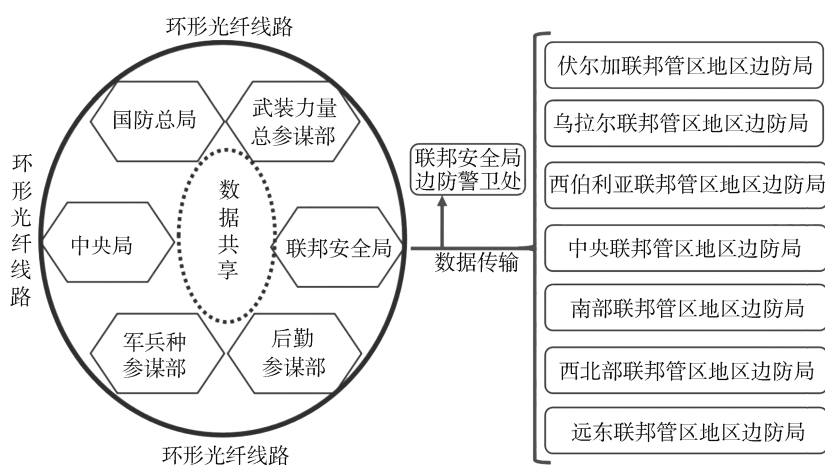 环形光纤线路
国防总局
武装力量
总参谋部
环形光纤线路
中央局
数据共享
联邦安全局
军兵种
参谋部
后勤
参谋部
环形光纤线路
联邦安全局
边防警卫处
数据传输
伏尔加联邦管区地区边防局
乌拉尔联邦管区地区边防局
西伯利亚联邦管区地区边防局
中央联邦管区地区边防局
南部联邦管区地区边防局
西北部联邦管区地区边防局
远东联邦管区地区边防局